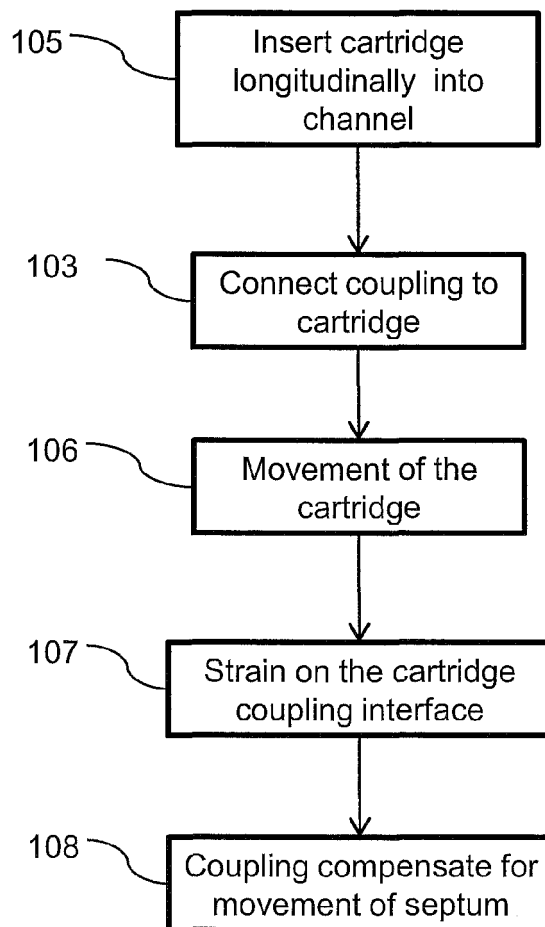 105
Insert cartridge
longitudinally into
channel
103
Connect coupling to
cartridge
106
Movement of the
cartridge
107
Strain on the cartridge
coupling interface
108
Coupling compensate for
movement of septum